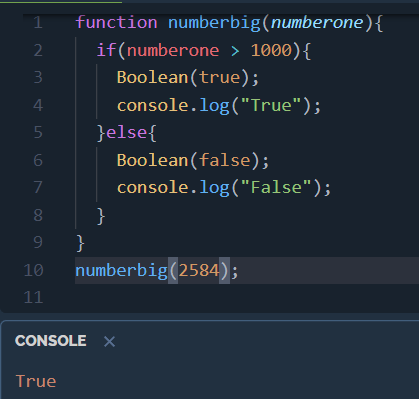 1 function numberbig(numberone){
2 if(numberone > 1000){
3 Boolean(true);
4 console.log("True");
5 }else{
6 Boolean(false);
7 console.log("False");
8 }
9 }
10 numberbig(2584);
11
CONSOLE ×
True